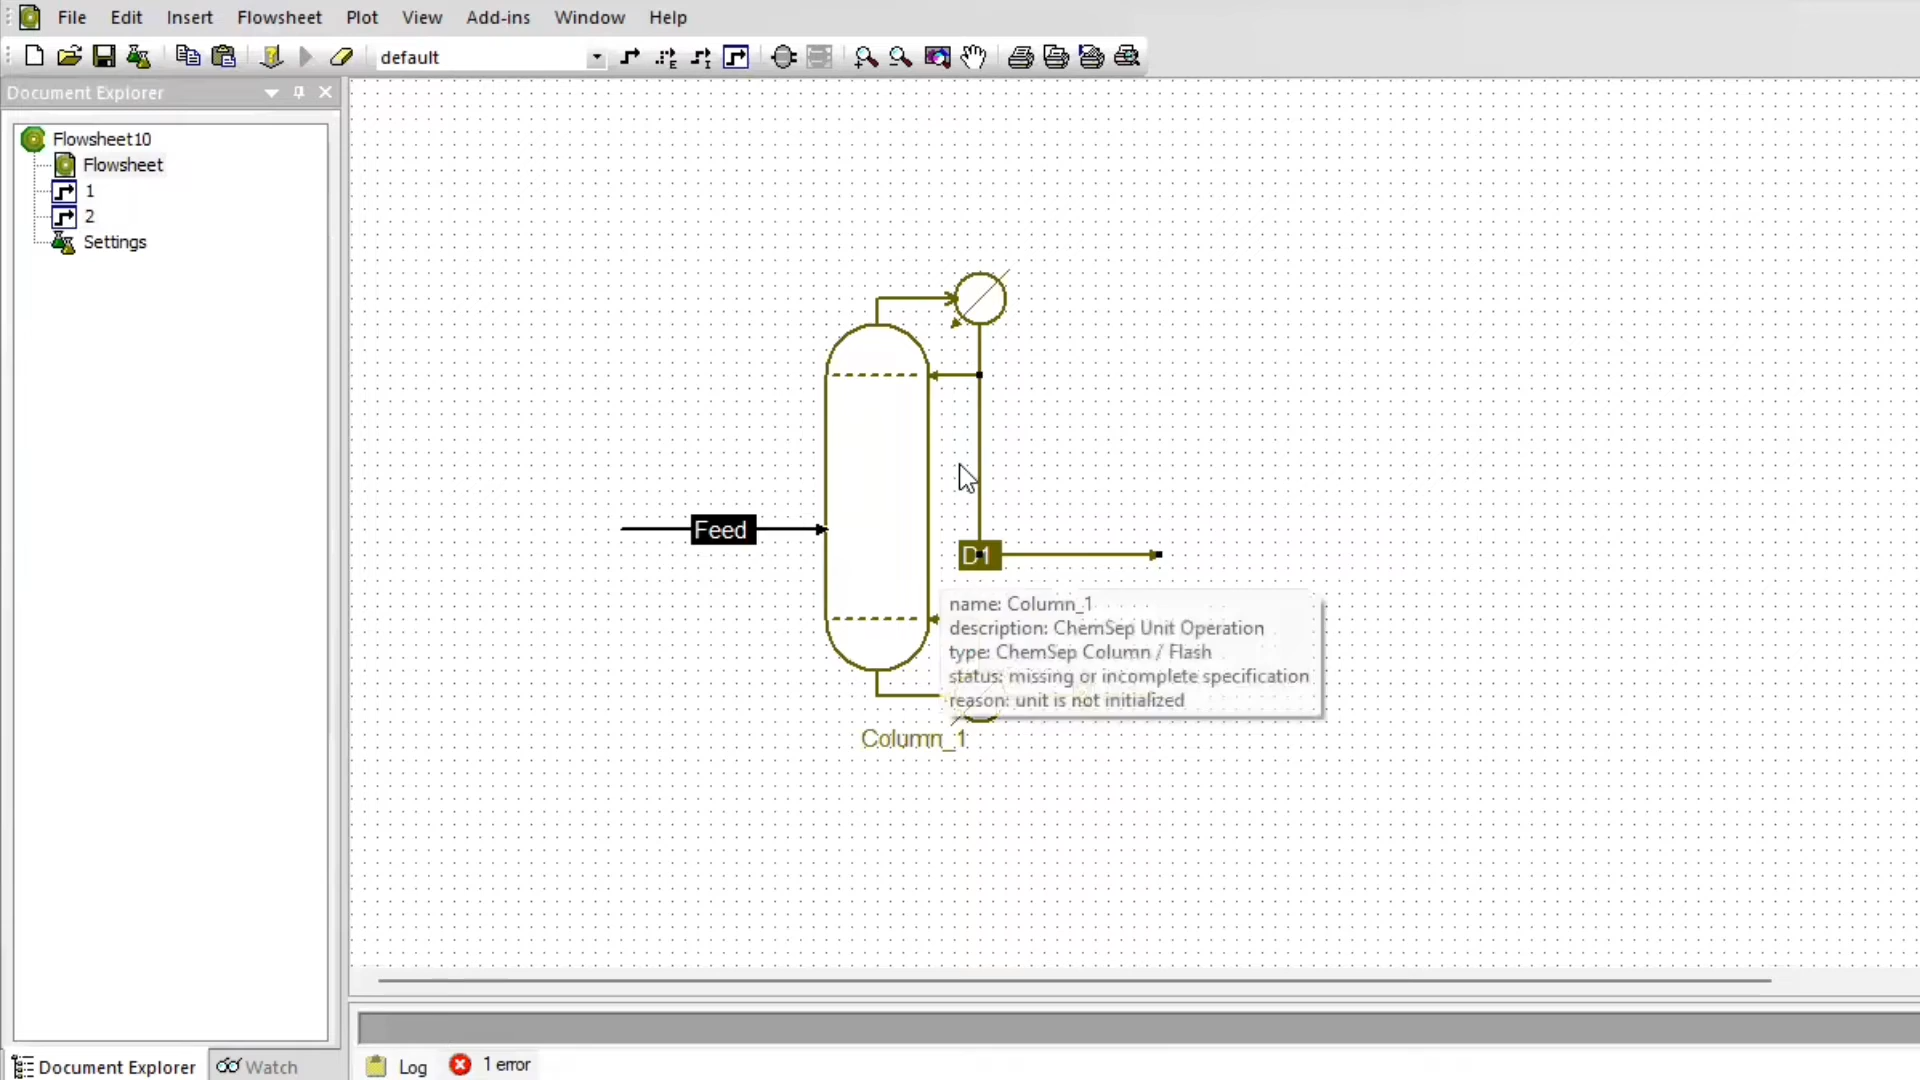 File Edit Insert Flowsheet Plot View Add-ins Window Help
default
Document Explorer
Flowsheet10
Flowsheet
1
2
Settings
Feed
D1
name: Column_1
description: ChemSep Unit Operation
type: ChemSep Column / Flash
status: missing or incomplete specification
reason: unit is not initialized
Column_1
Document Explorer Watch
Log 1 error